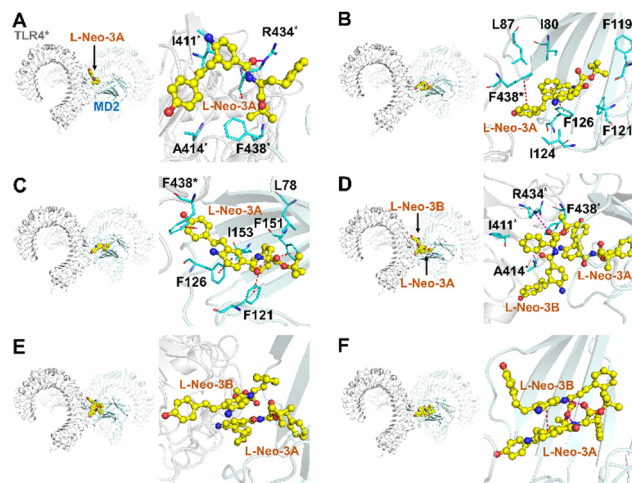 A
TLR4*
L-Neo-3A
MD2
I411*
R434*
L-Neo-3A
A414*
F438*
B
L87
I80
F119
F438*
L-Neo-3A
F126
F121
I124
C
F438*
L-Neo-3A
L78
I153
F151
F126
F121
D
L-Neo-3B
L-Neo-3A
R434*
F438*
I411*
A414*
L-Neo-3A
L-Neo-3B
E
L-Neo-3B
L-Neo-3A
F
L-Neo-3B
L-Neo-3A